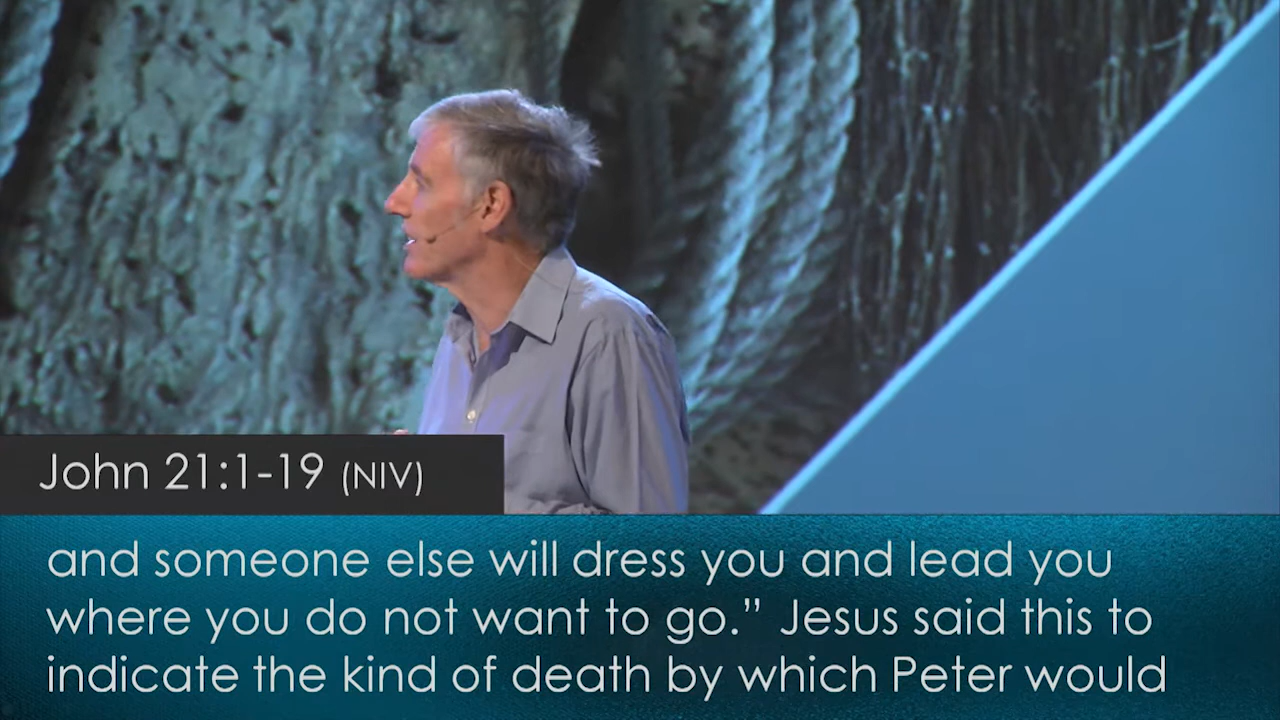 John 21:1-19 (NIV)
and someone else will dress you and lead you
where you do not want to go.” Jesus said this to
indicate the kind of death by which Peter would